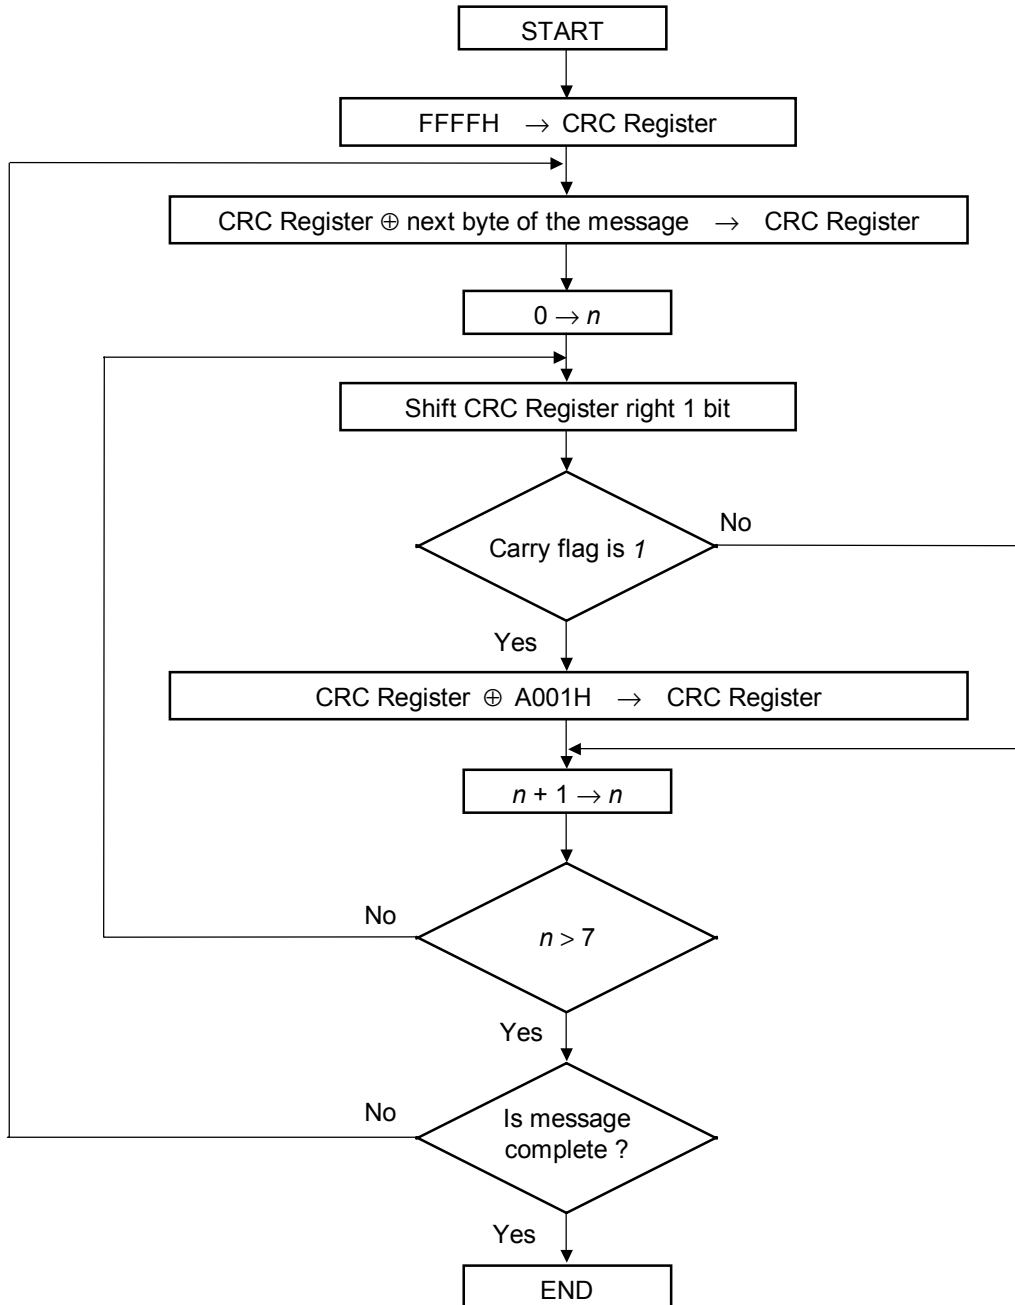 START
FFFFH → CRC Register
CRC Register ⊕ next byte of the message → CRC Register
0 → n
Shift CRC Register right 1 bit
Carry flag is 1
No
Yes
CRC Register ⊕ A001H → CRC Register
n + 1 → n
No
n > 7
Yes
No
Is message
complete ?
Yes
END